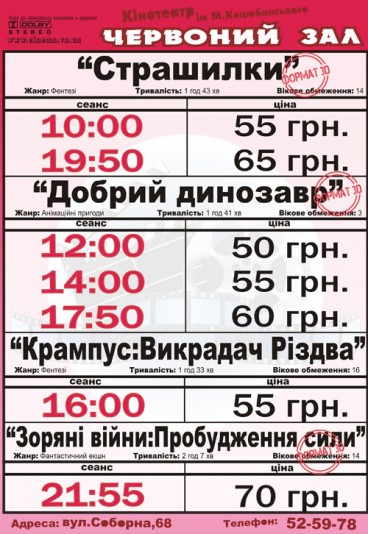 Кінотеатр ім М.Коцюбинського
DOLBY
STEREO
www.cinema.vn.ua
ЧЕРВОНИЙ ЗАЛ
“Страшилки”
ФОРМАТ 3D
Жанр: Фентезі Тривалість: 1 год 43 хв Вікове обмеження: 14
сеанс ціна
10:00 55 грн.
19:50 65 грн.
“Добрий динозавр”
ФОРМАТ 3D
Жанр: Анімаційні пригоди Тривалість: 1 год 41 хв Вікове обмеження: 3
сеанс ціна
12:00 50 грн.
14:00 55 грн.
17:50 60 грн.
“Крампус:Викрадач Різдва”
Жанр: Фентезі Тривалість: 1 год 33 хв Вікове обмеження: 16
сеанс ціна
16:00 55 грн.
“Зоряні війни:Пробудження сили”
ФОРМАТ 3D
Жанр: Фантастичний екшн Тривалість: 2 год 7 хв Вікове обмеження: 14
сеанс ціна
21:55 70 грн.
Адреса: вул.Соборна,68 Телефон: 52-59-78